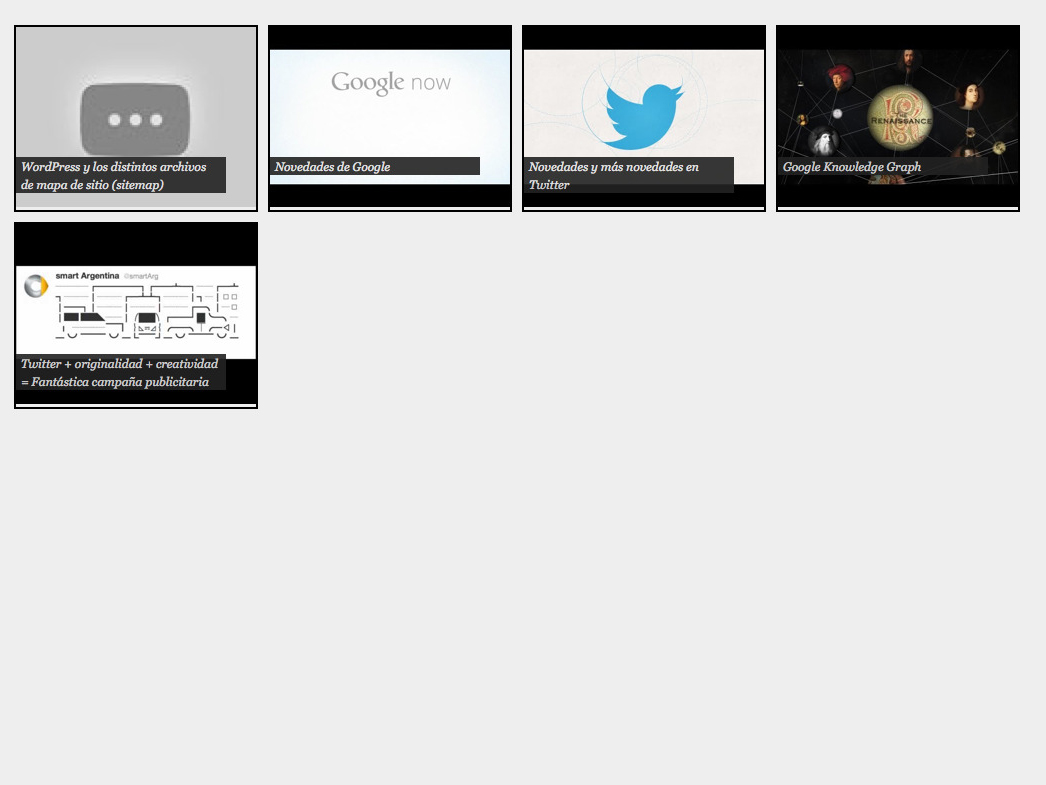 WordPress y los distintos archivos
de mapa de sitio (sitemap)
Google now
Novedades de Google
Novedades y más novedades en
Twitter
THE
RENAISSANCE
Google Knowledge Graph
smart Argentina @smartArg
Twitter + originalidad + creatividad
= Fantástica campaña publicitaria